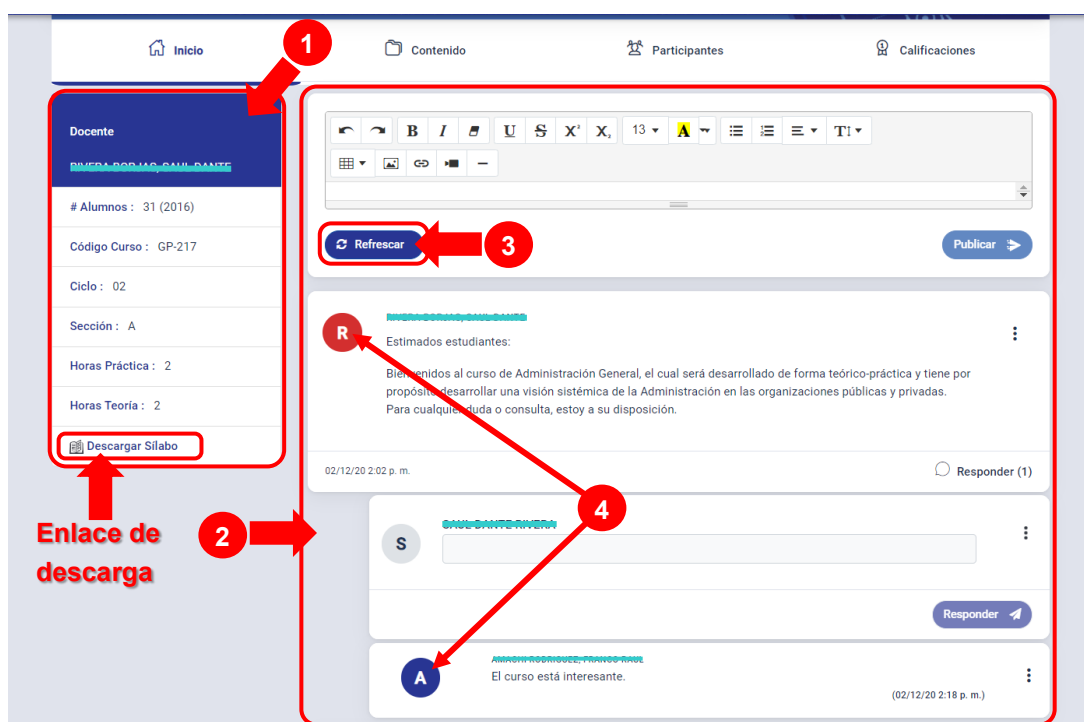 Inicio
Contenido
Participantes
Calificaciones
1
Docente
# Alumnos : 31 (2016)
Código Curso : GP-217
Ciclo : 02
Sección : A
Horas Práctica : 2
Horas Teoría : 2
Descargar Sílabo
Enlace de
descarga
2
B I U S X² X₂ 13 A TI
Refrescar
3
Publicar
R
Estimados estudiantes:
Bienvenidos al curso de Administración General, el cual será desarrollado de forma teórico-práctica y tiene por
propósito desarrollar una visión sistémica de la Administración en las organizaciones públicas y privadas.
Para cualquier duda o consulta, estoy a su disposición.
02/12/20 2:02 p. m.
Responder (1)
4
S
Responder
A
El curso está interesante.
(02/12/20 2:18 p. m.)